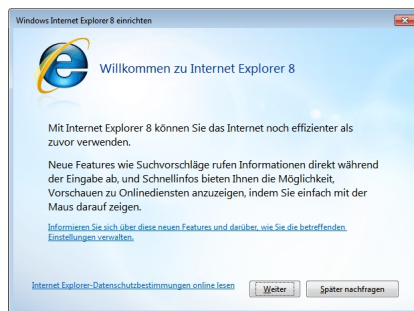 Windows Internet Explorer 8 einrichten
Willkommen zu Internet Explorer 8
Mit Internet Explorer 8 können Sie das Internet noch effizienter als
zuvor verwenden.
Neue Features wie Suchvorschläge rufen Informationen direkt während
der Eingabe ab, und Schnellinfos bieten Ihnen die Möglichkeit,
Vorschauen zu Onlinediensten anzuzeigen, indem Sie einfach mit der
Maus darauf zeigen.
Informieren Sie sich über diese neuen Features und darüber, wie Sie die betreffenden
Einstellungen verwalten.
Internet Explorer-Datenschutzbestimmungen online lesen
Weiter
Später nachfragen